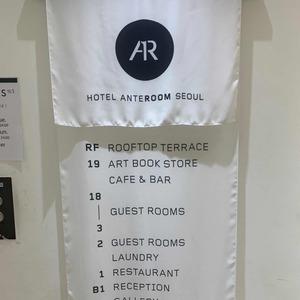 AR
HOTEL ANTEROOM SEOUL
RF ROOFTOP TERRACE
19 ART BOOK STORE
CAFE & BAR
18
| GUEST ROOMS
3
2 GUEST ROOMS
LAUNDRY
1 RESTAURANT
B1 RECEPTION
GALLERY